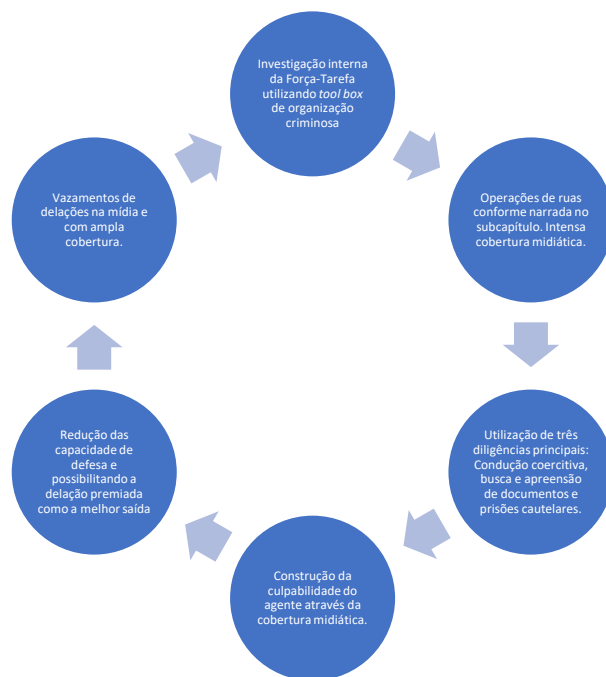 Investigação interna
da Força-Tarefa
utilizando tool box
de organização
criminosa
Operações de ruas
conforme narrada no
subcapítulo. Intensa
cobertura midiática.
Utilização de três
diligências principais:
Condução coercitiva,
busca e apreensão
de documentos e
prisões cautelares.
Construção da
culpabilidade do
agente através da
cobertura midiática.
Redução das
capacidade de
defesa e
possibilitando a
delação premiada
como a melhor saída
Vazamentos de
delações na mídia e
com ampla
cobertura.